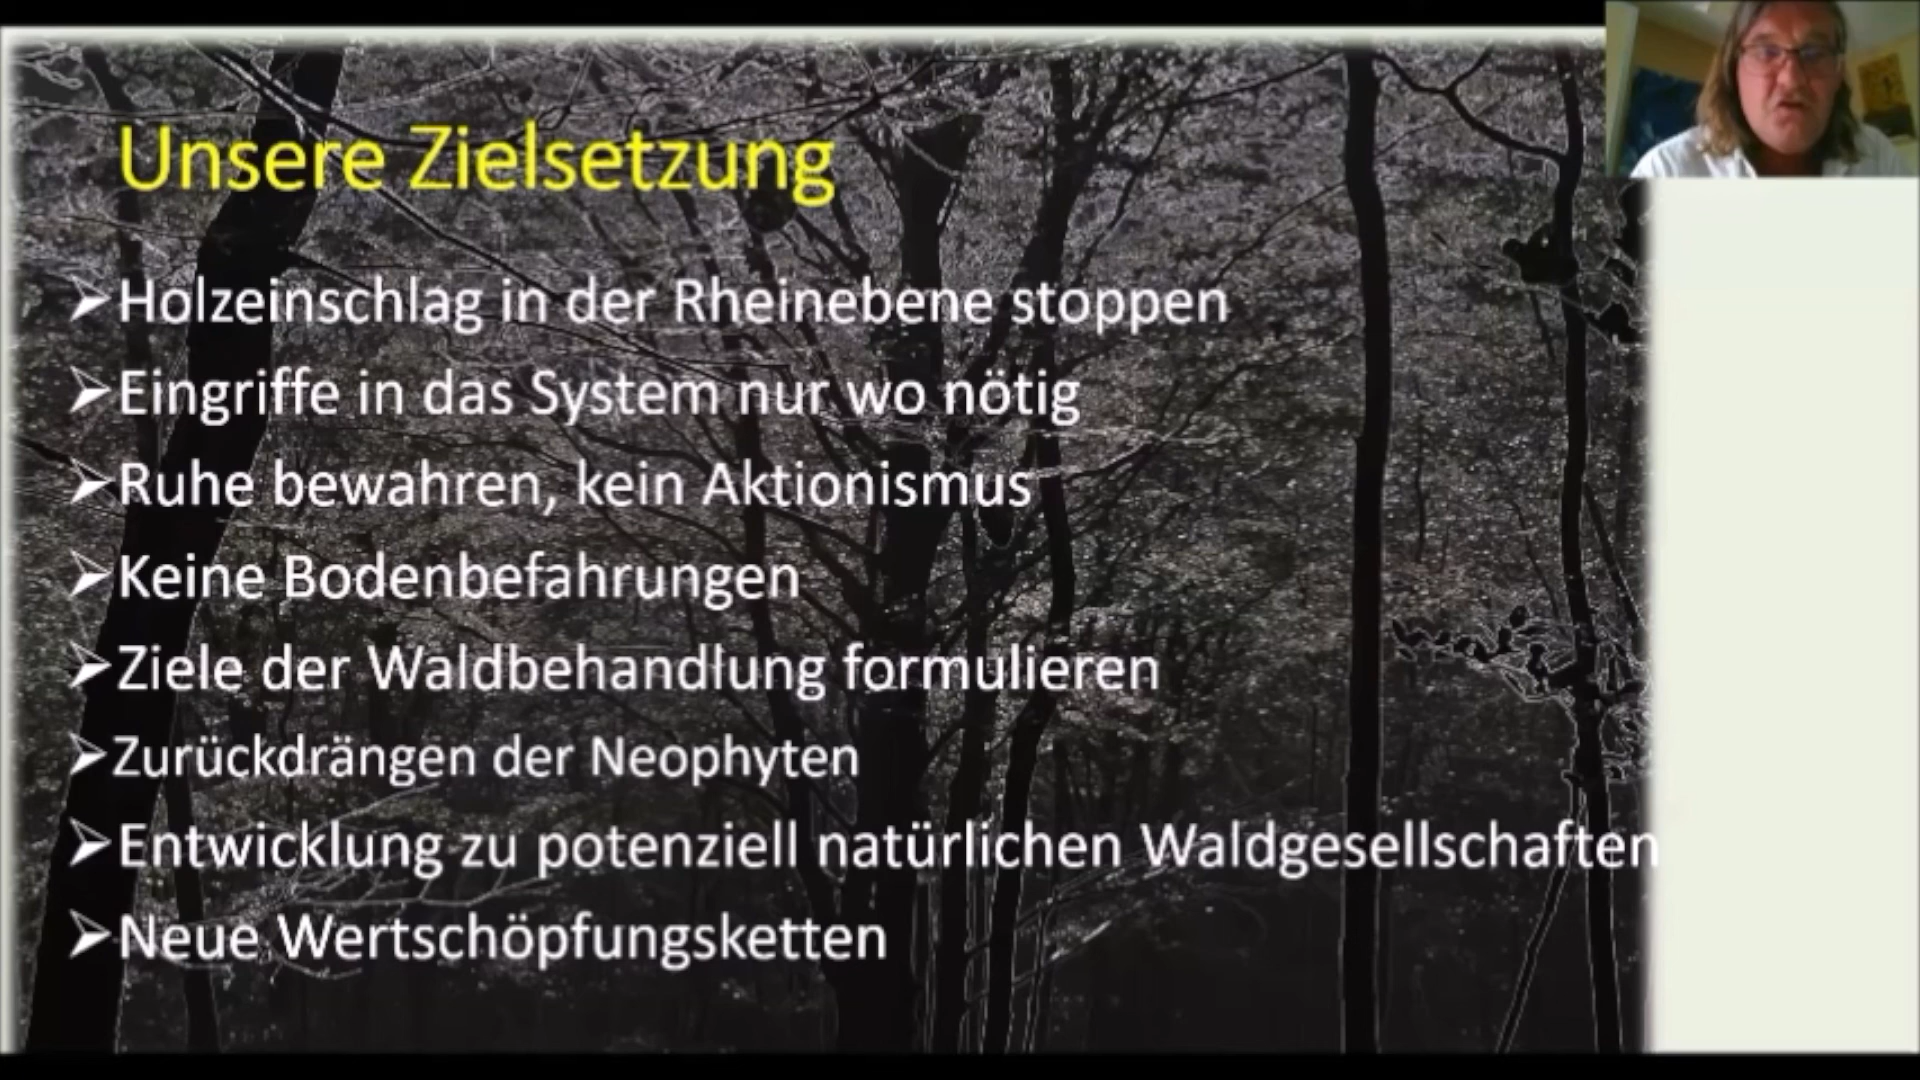 Unsere Zielsetzung
➢Holzeinschlag in der Rheinebene stoppen
➢Eingriffe in das System nur wo nötig
➢Ruhe bewahren, kein Aktionismus
➢Keine Bodenbefahrungen
➢Ziele der Waldbehandlung formulieren
➢Zurückdrängen der Neophyten
➢Entwicklung zu potenziell natürlichen Waldgesellschaften
➢Neue Wertschöpfungsketten